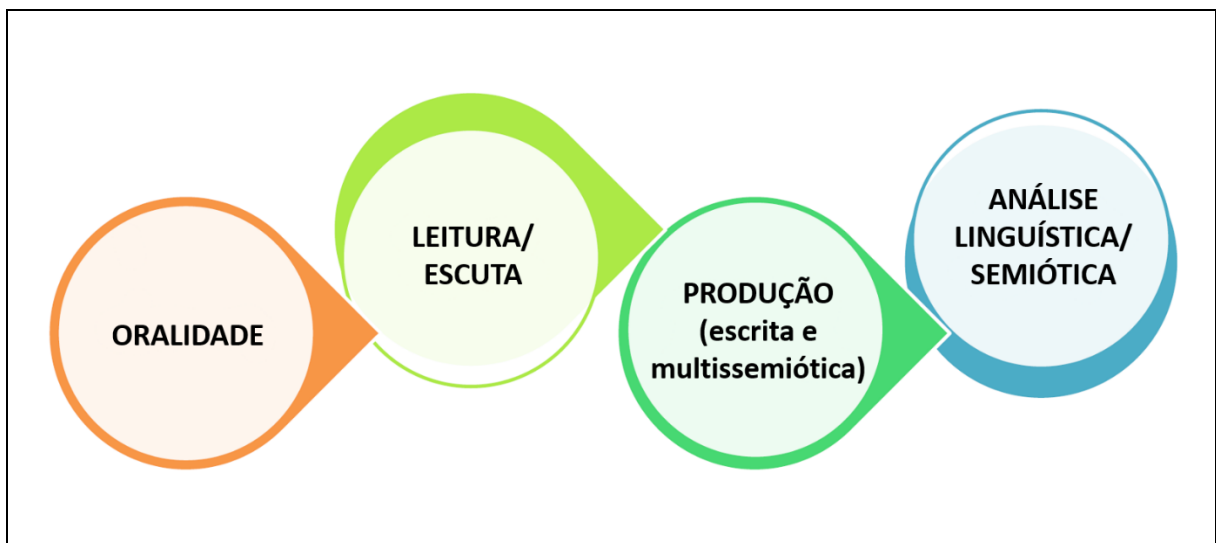 ORALIDADE
LEITURA/
ESCUTA
PRODUÇÃO
(escrita e
multissemiótica)
ANÁLISE
LINGUÍSTICA/
SEMIÓTICA